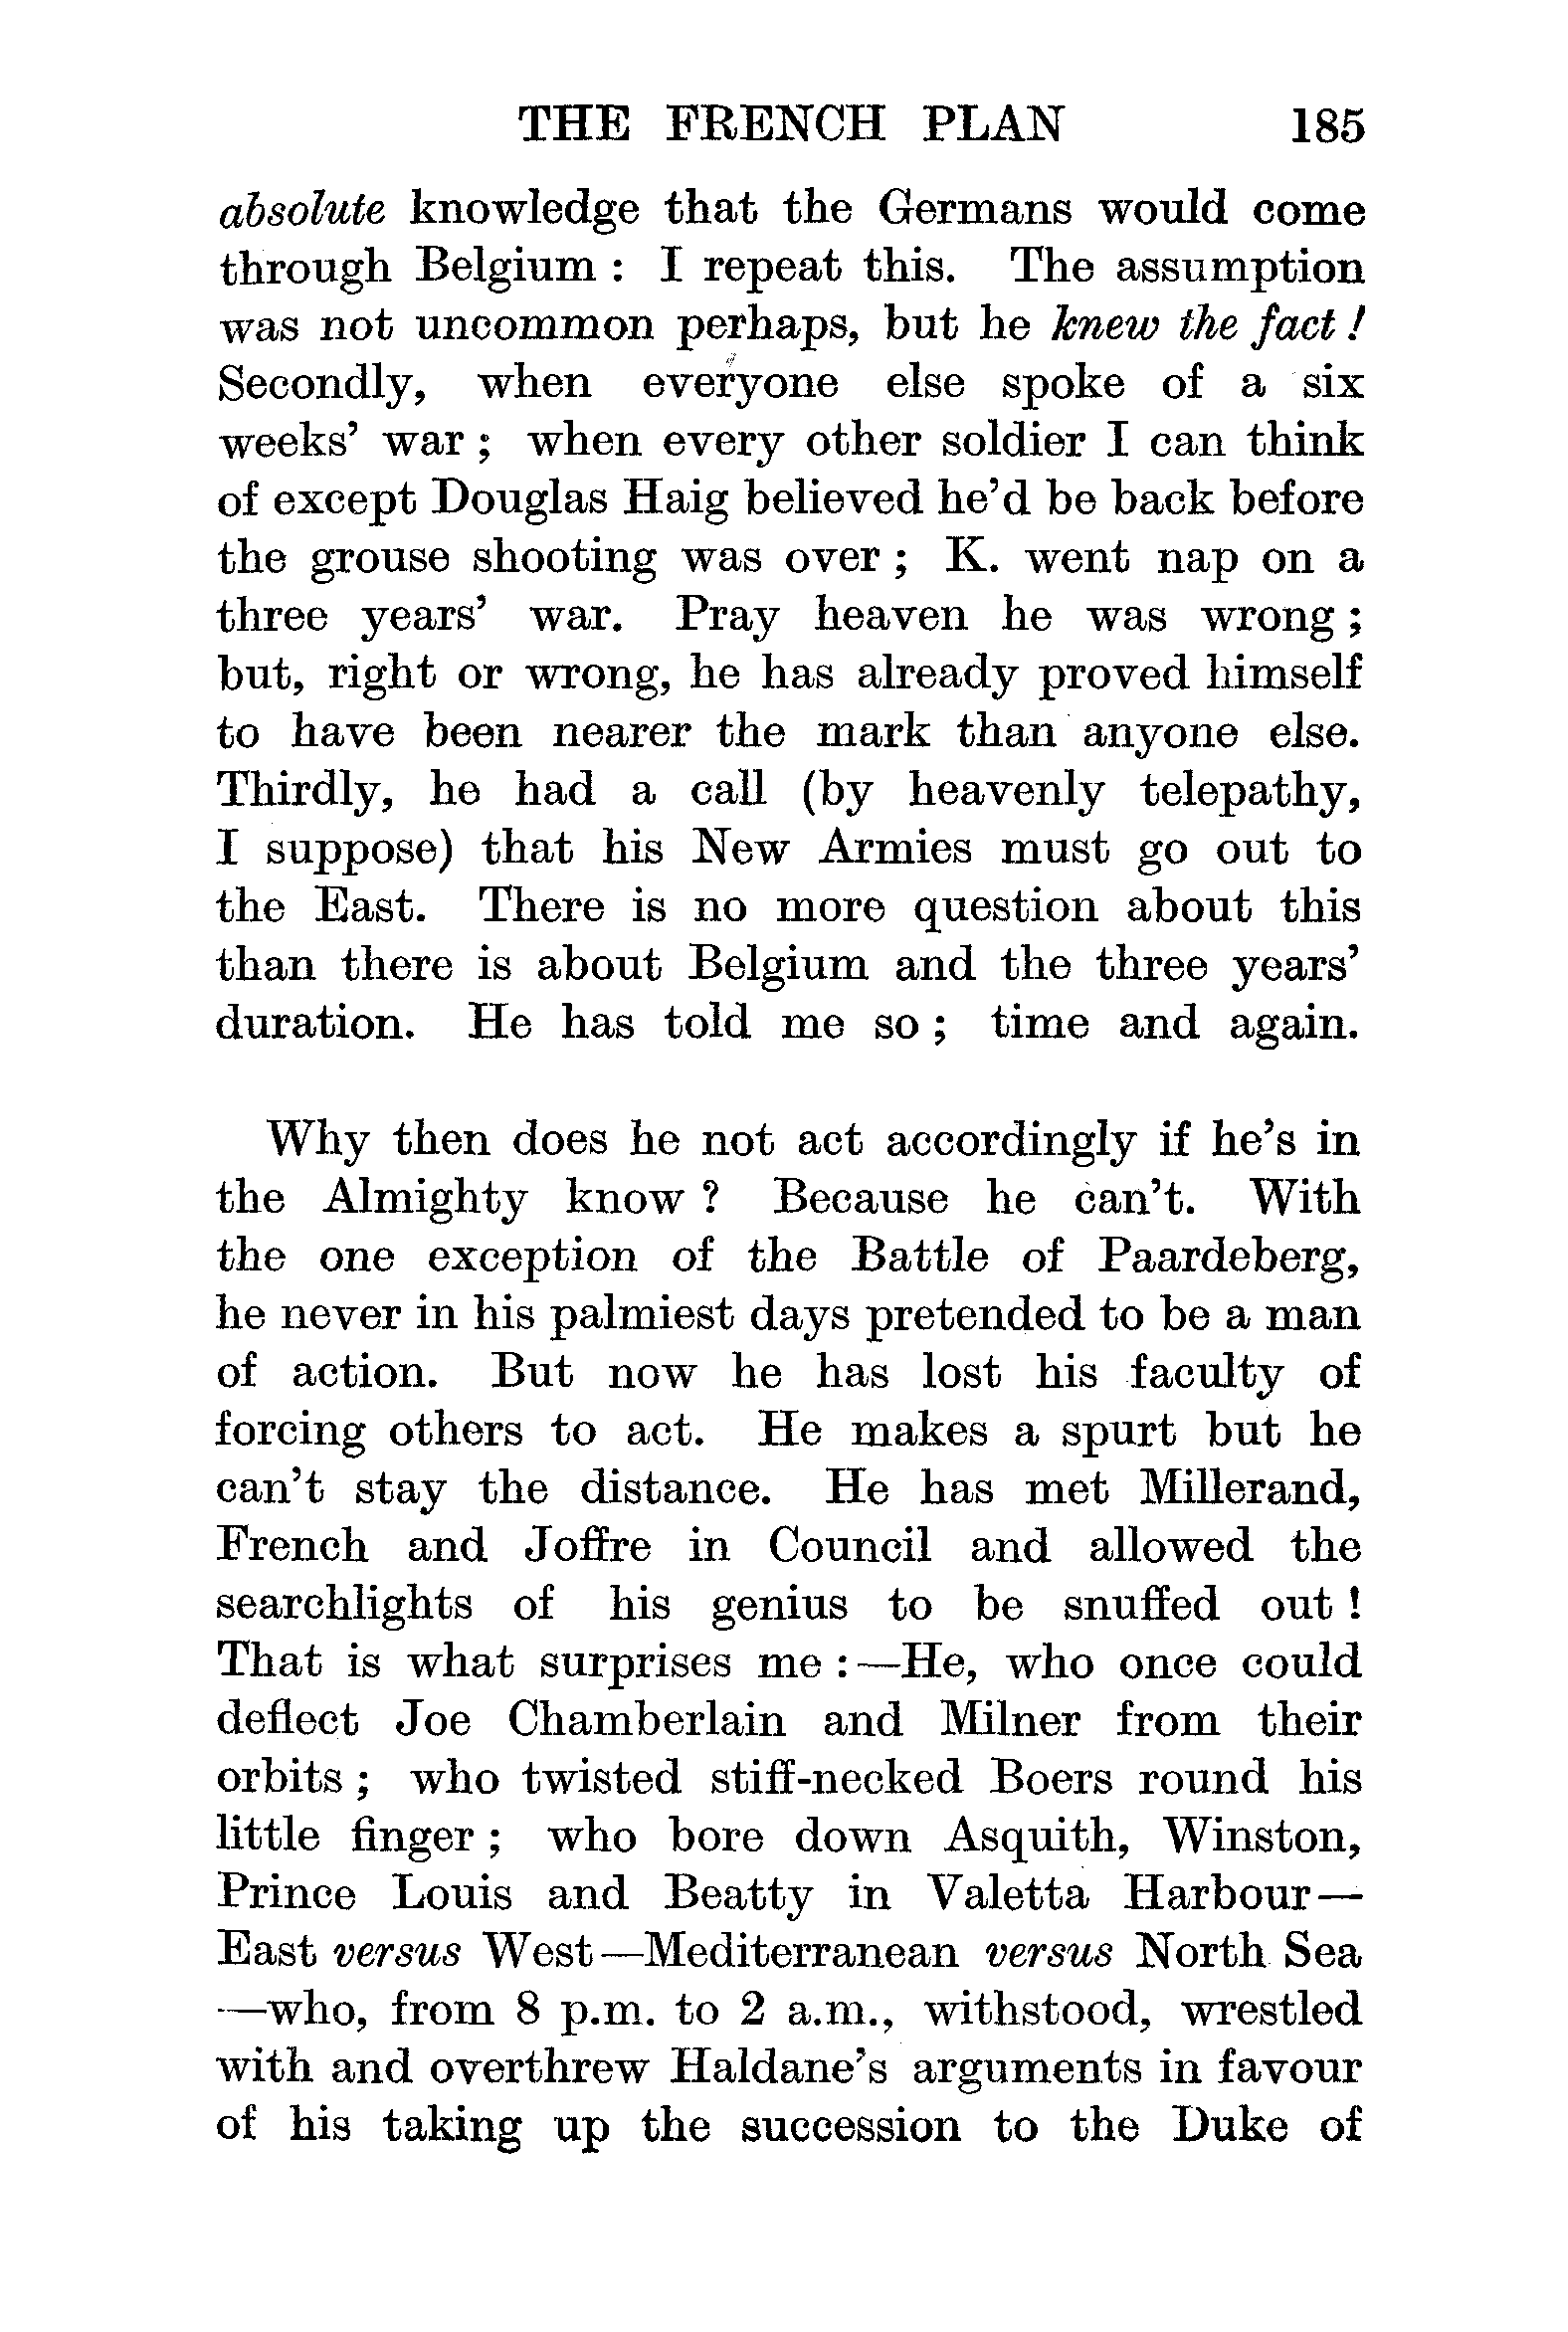 THE FRENCH PLAN 185
absolute knowledge that the Germans would come
through Belgium : I repeat this. The assumption
was not uncommon perhaps, but he knew the fact !
Secondly, when everyone else spoke of a six
weeks’ war ; when every other soldier I can think
of except Douglas Haig believed he’d be back before
the grouse shooting was over ; K. went nap on a
three years’ war. Pray heaven he was wrong ;
but, right or wrong, he has already proved himself
to have been nearer the mark than anyone else.
Thirdly, he had a call (by heavenly telepathy,
I suppose) that his New Armies must go out to
the East. There is no more question about this
than there is about Belgium and the three years’
duration. He has told me so ; time and again.
Why then does he not act accordingly if he’s in
the Almighty know ? Because he can’t. With
the one exception of the Battle of Paardeberg,
he never in his palmiest days pretended to be a man
of action. But now he has lost his faculty of
forcing others to act. He makes a spurt but he
can’t stay the distance. He has met Millerand,
French and Joffre in Council and allowed the
searchlights of his genius to be snuffed out !
That is what surprises me :—He, who once could
deflect Joe Chamberlain and Milner from their
orbits ; who twisted stiff-necked Boers round his
little finger ; who bore down Asquith, Winston,
Prince Louis and Beatty in Valetta Harbour—
East versus West—Mediterranean versus North Sea
—who, from 8 p.m. to 2 a.m., withstood, wrestled
with and overthrew Haldane’s arguments in favour
of his taking up the succession to the Duke of